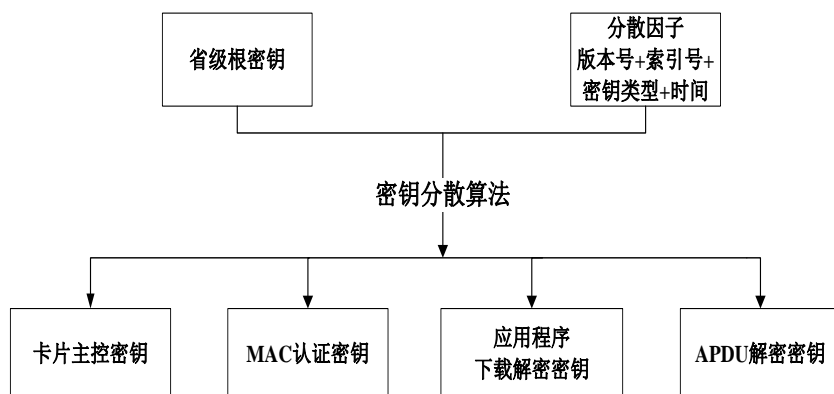 省级根密钥
分散因子
版本号+索引号+
密钥类型+时间
密钥分散算法
卡片主控密钥
MAC认证密钥
应用程序
下载解密密钥
APDU解密密钥